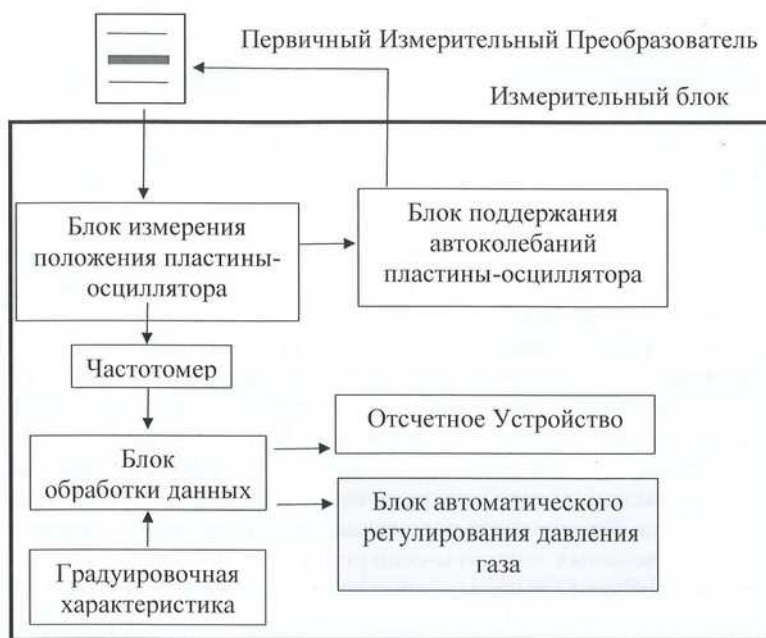 Первичный Измерительный Преобразователь
Измерительный блок
Блок измерения
положения пластины-
осциллятора
Блок поддержания
автоколебаний
пластины-осциллятора
Частотомер
Отсчетное Устройство
Блок
обработки данных
Блок автоматического
регулирования давления
газа
Градуировочная
характеристика